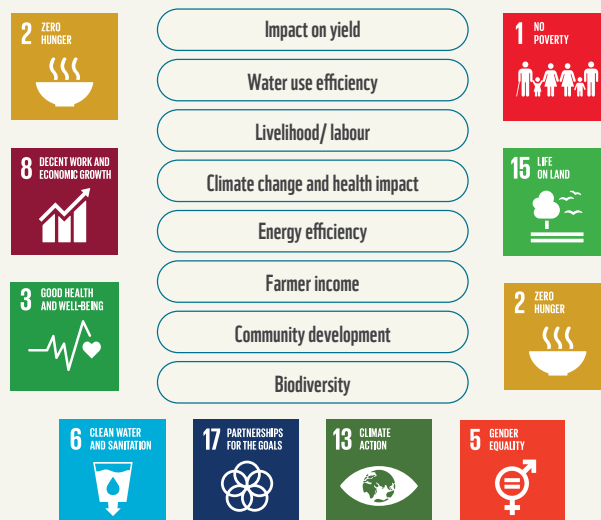 2 ZERO
HUNGER
8 DECENT WORK AND
ECONOMIC GROWTH
3 GOOD HEALTH
AND WELL-BEING
Impact on yield
Water use efficiency
Livelihood/ labour
Climate change and health impact
Energy efficiency
Farmer income
Community development
Biodiversity
1 NO
POVERTY
15 LIFE
ON LAND
2 ZERO
HUNGER
6 CLEAN WATER
AND SANITATION
17 PARTNERSHIPS
FOR THE GOALS
13 CLIMATE
ACTION
5 GENDER
EQUALITY